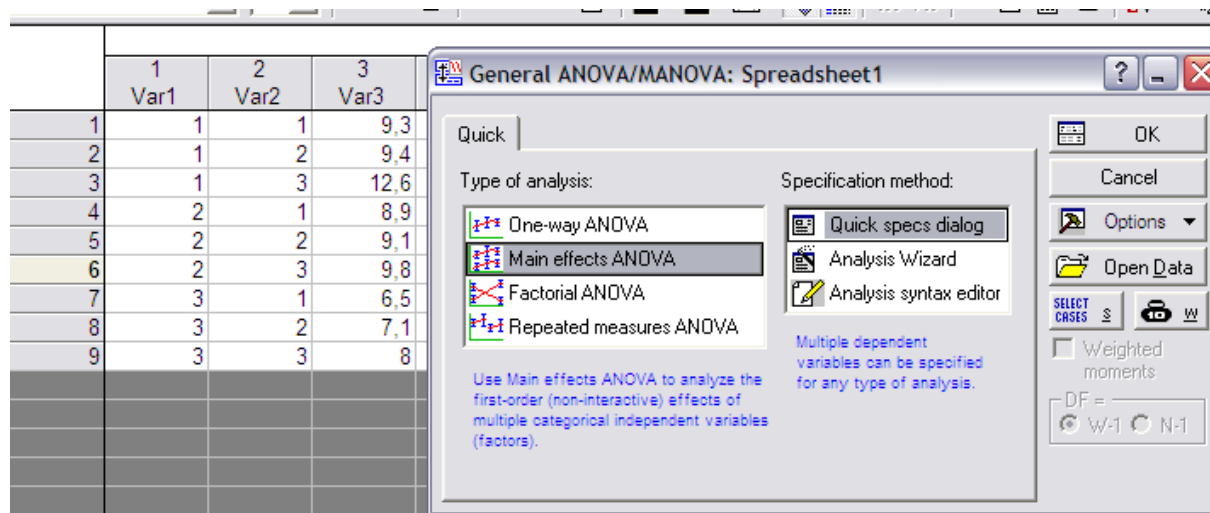 1 2 3
Var1 Var2 Var3
1 1 1 9,3
2 1 2 9,4
3 1 3 12,6
4 2 1 8,9
5 2 2 9,1
6 2 3 9,8
7 3 1 6,5
8 3 2 7,1
9 3 3 8
General ANOVA/MANOVA: Spreadsheet1
Quick
Type of analysis:
One-way ANOVA
Main effects ANOVA
Factorial ANOVA
Repeated measures ANOVA
Use Main effects ANOVA to analyze the
first-order (non-interactive) effects of
multiple categorical independent variables
(factors).
Specification method:
Quick specs dialog
Analysis Wizard
Analysis syntax editor
Multiple dependent
variables can be specified
for any type of analysis.
OK
Cancel
Options
Open Data
SELECT
CASES S W
Weighted
moments
DF =
W-1 N-1